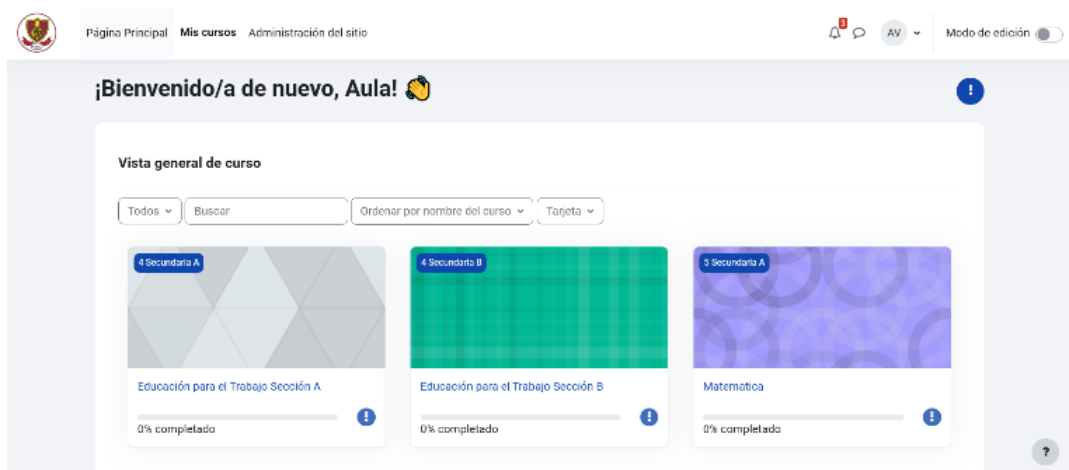 Página Principal Mis cursos Administración del sitio 3 AV Modo de edición
¡Bienvenido/a de nuevo, Aula!
Vista general de curso
Todos Buscar Ordenar por nombre del curso Tarjeta
4 Secundaria A 4 Secundaria B 5 Secundaria A
Educación para el Trabajo Sección A Educación para el Trabajo Sección B Matematica
0% completado 0% completado 0% completado
?